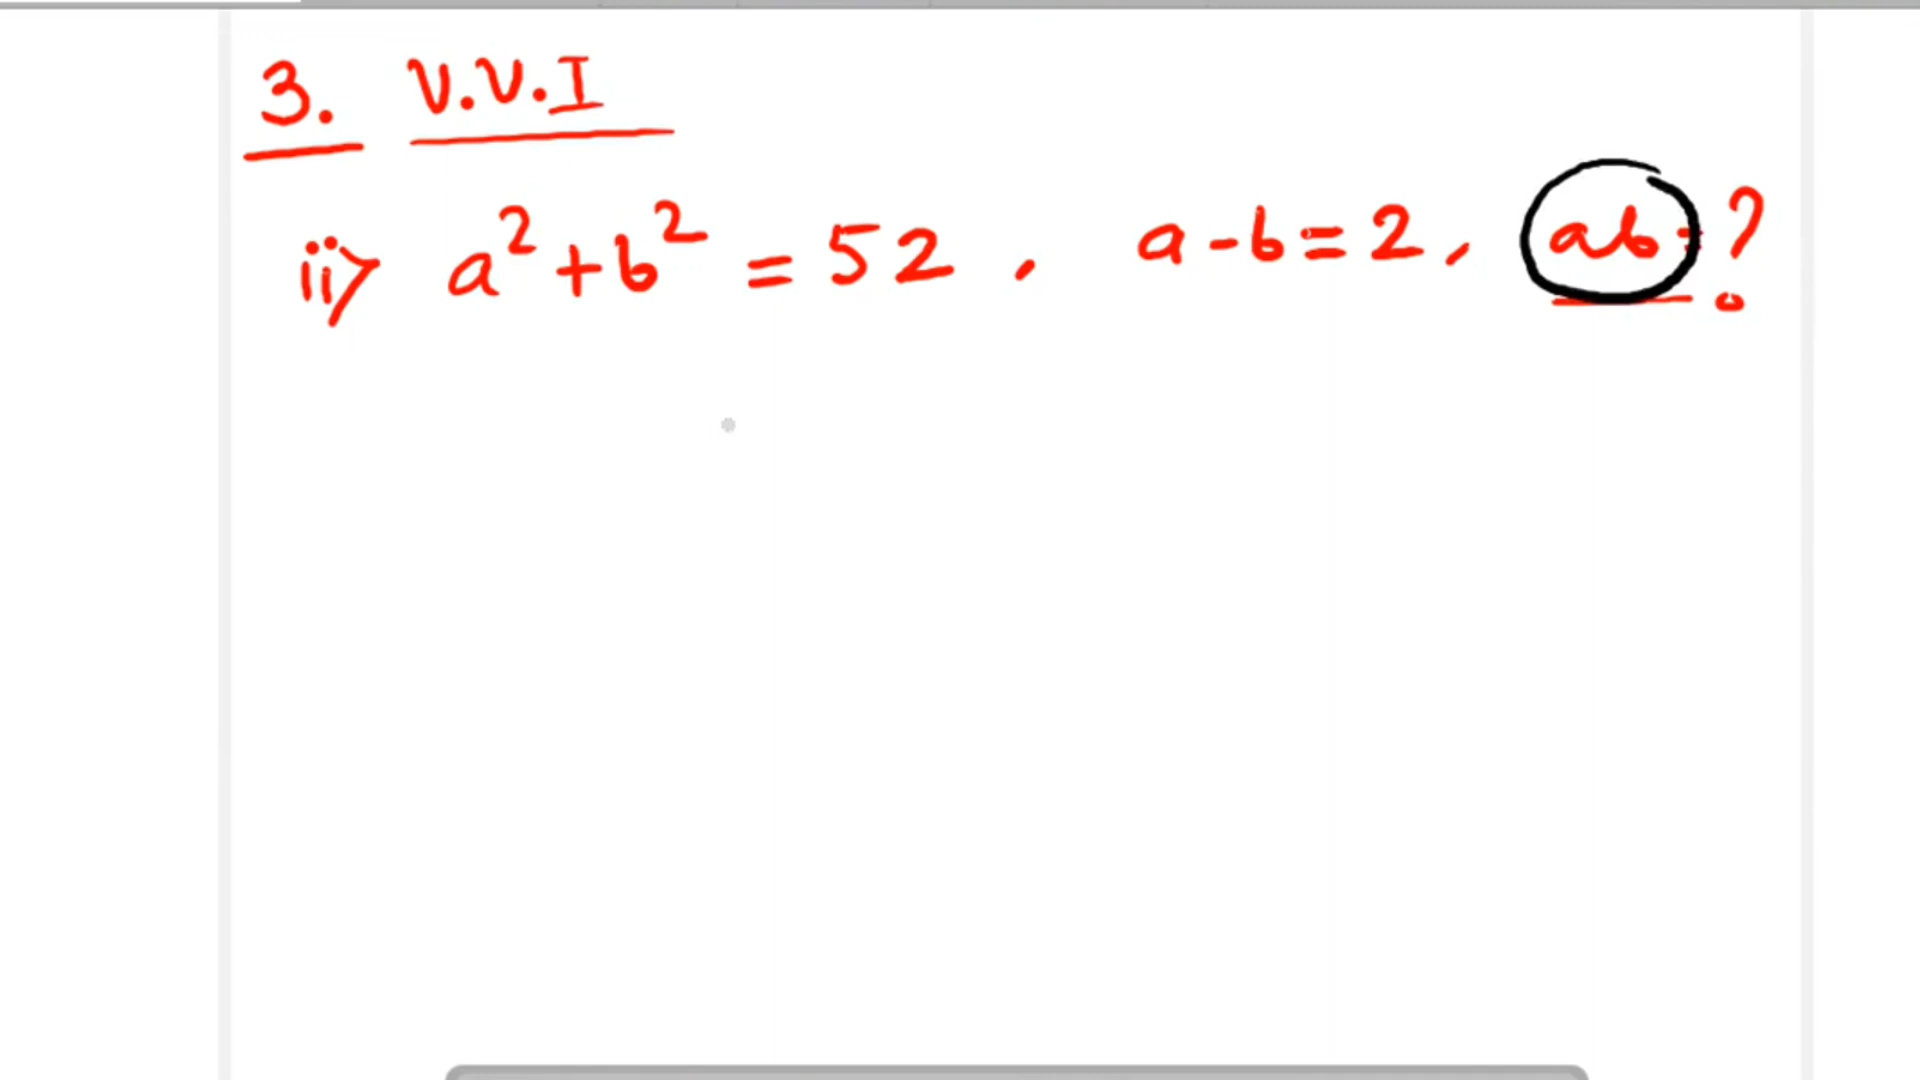 3. V.V.I
ii> a² + b² = 52 , a - b = 2 , ab = ?